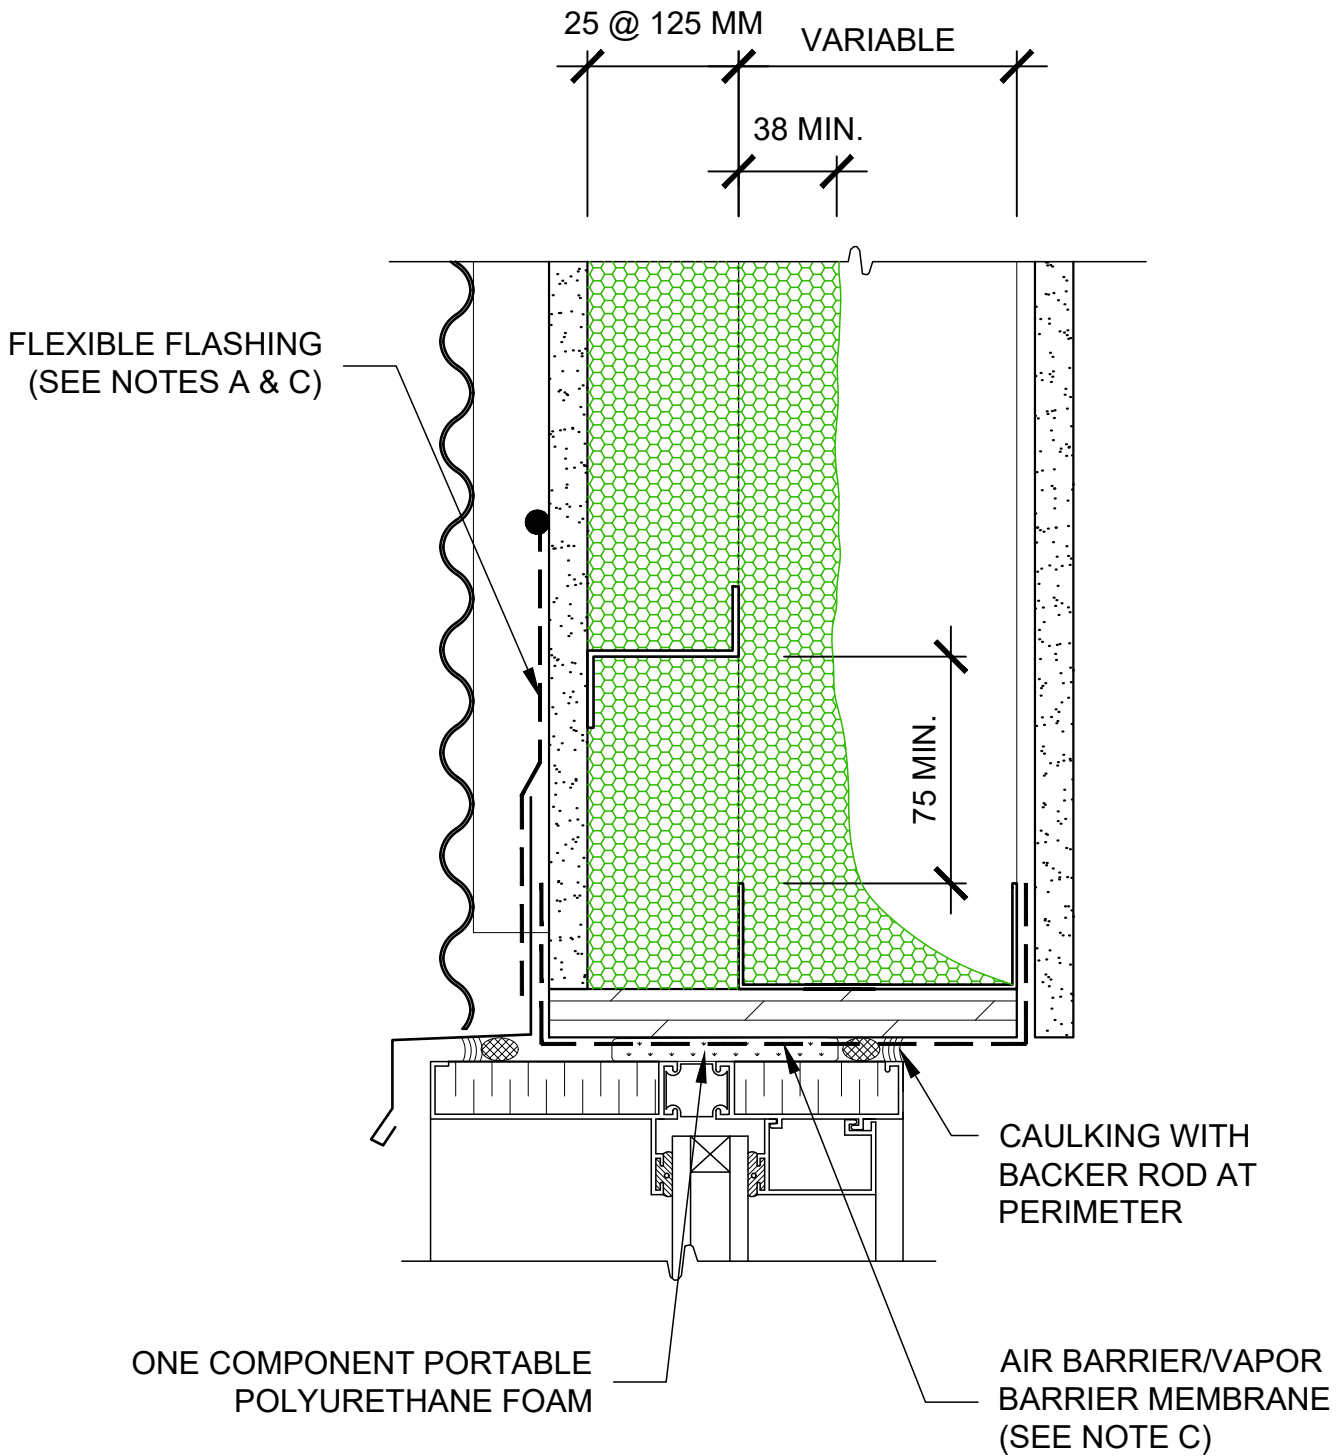 25 @ 125 MM
VARIABLE
38 MIN.
FLEXIBLE FLASHING
(SEE NOTES A & C)
75 MIN.
CAULKING WITH
BACKER ROD AT
PERIMETER
ONE COMPONENT PORTABLE
POLYURETHANE FOAM
AIR BARRIER/VAPOR
BARRIER MEMBRANE
(SEE NOTE C)